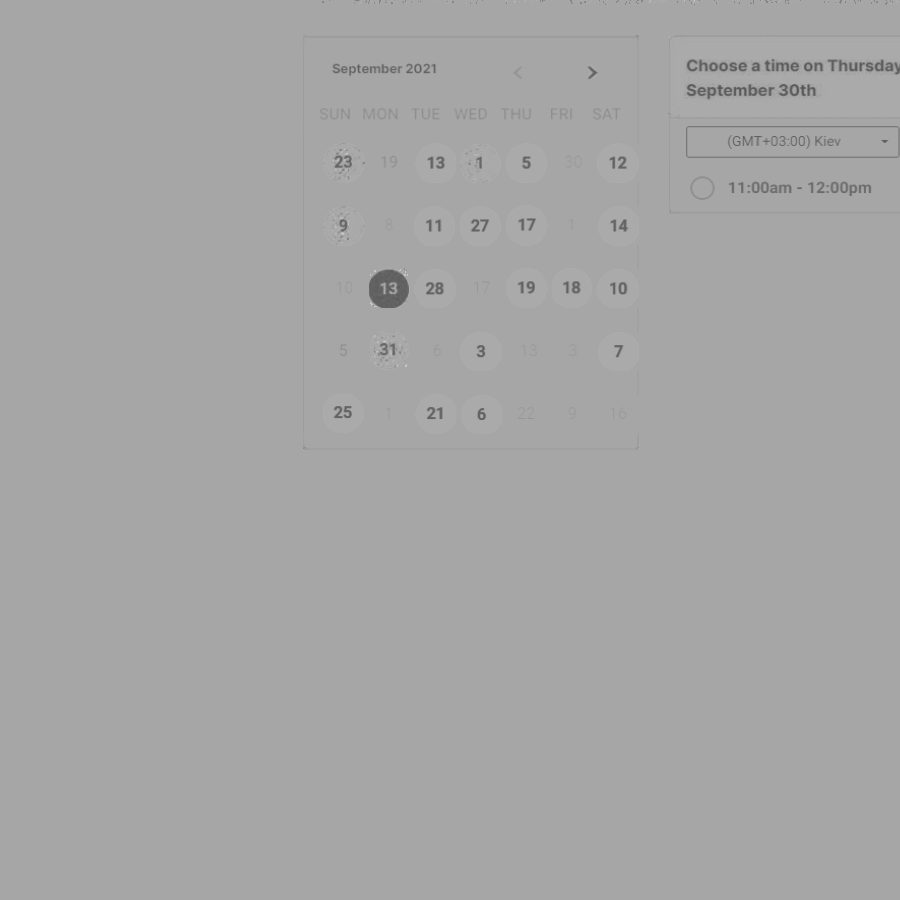 September 2021
SUN MON TUE WED THU FRI SAT
23 19 13 1 5 30 12
9 8 11 27 17 1 14
10 13 28 17 19 18 10
5 31 6 3 13 3 7
25 1 21 6 22 9 16
Choose a time on Thursday
September 30th
(GMT+03:00) Kiev
11:00am - 12:00pm